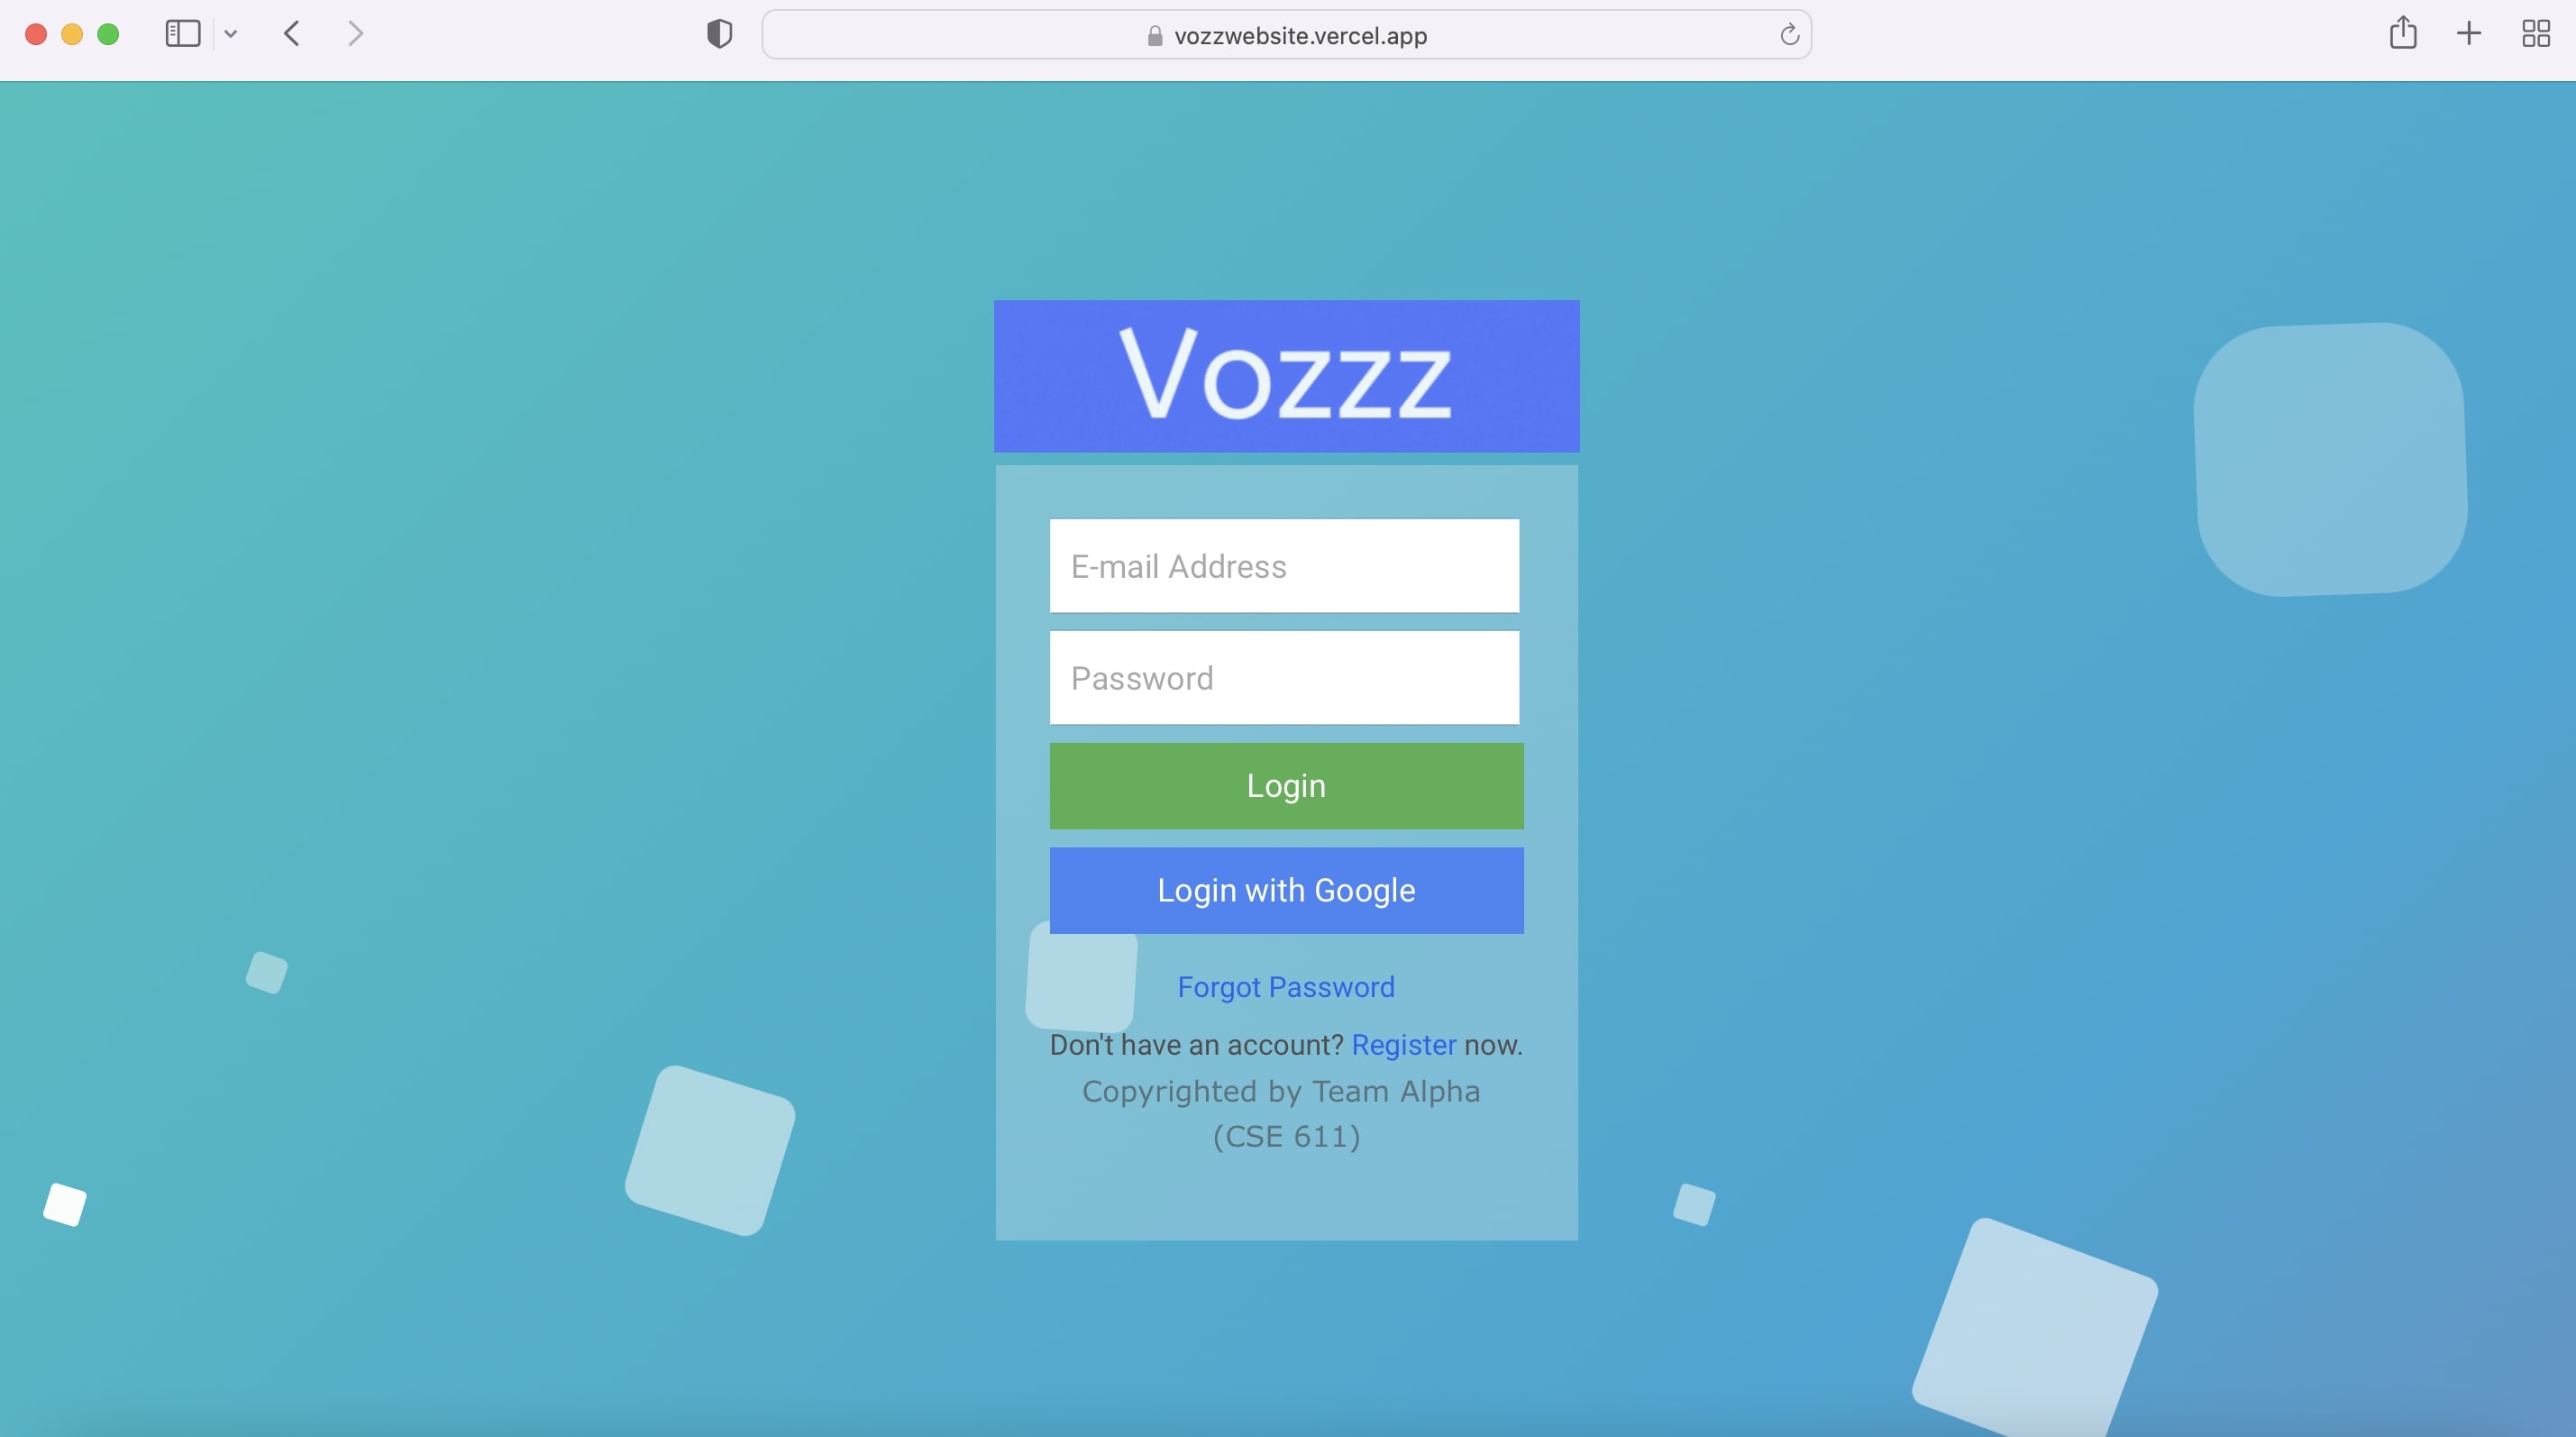 vozzwebsite.vercel.app
Vozzz
E-mail Address
Password
Login
Login with Google
Forgot Password
Don't have an account? Register now.
Copyrighted by Team Alpha
(CSE 611)